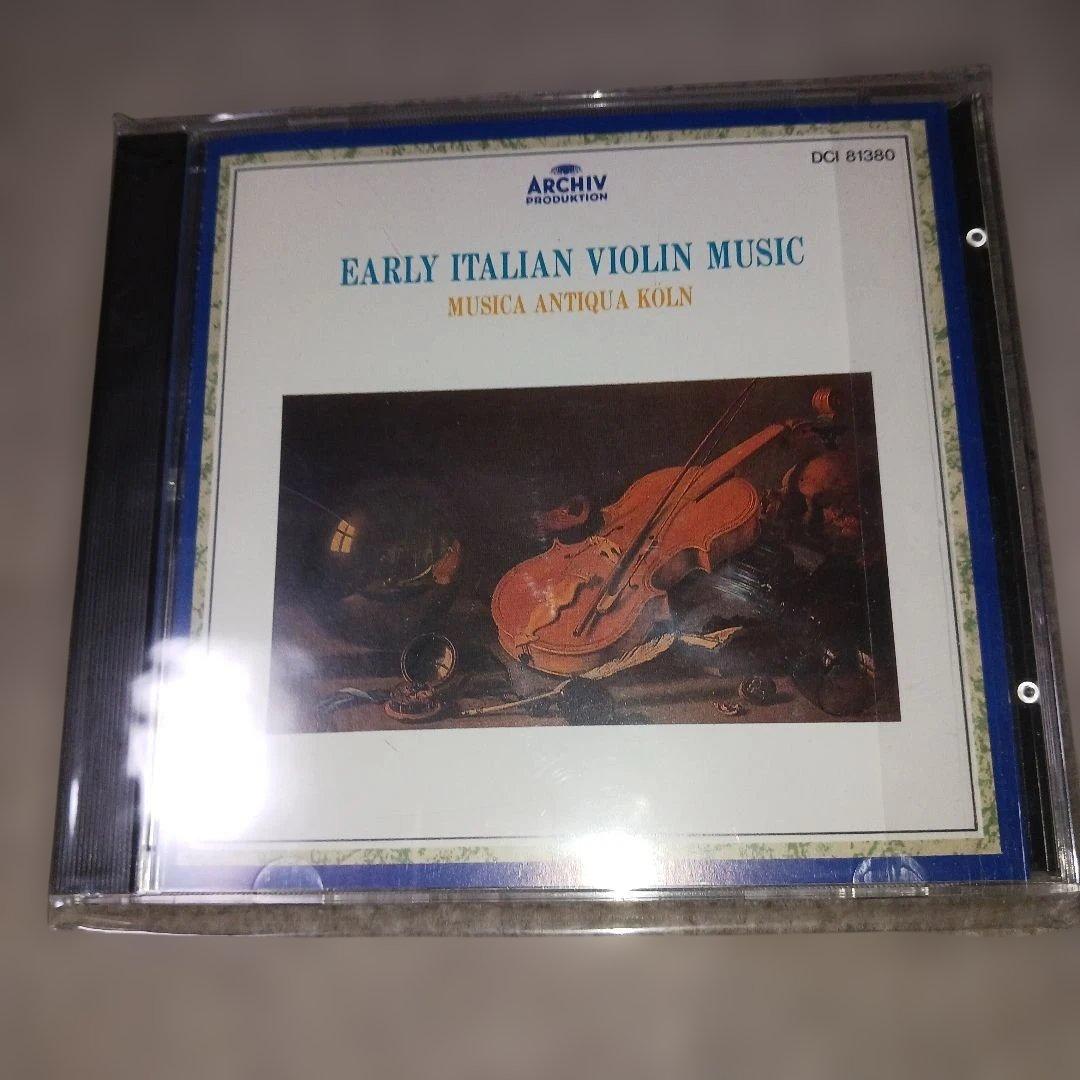 DCI 81380
ARCHIV
PRODUKTION
EARLY ITALIAN VIOLIN MUSIC
MUSICA ANTIQUA KÖLN